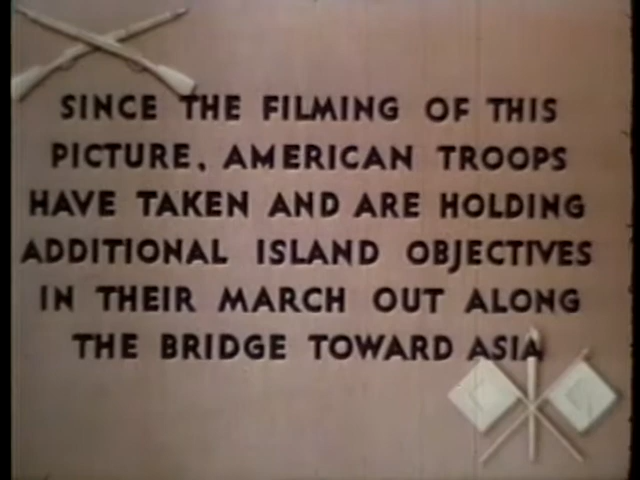 SINCE THE FILMING OF THIS
PICTURE, AMERICAN TROOPS
HAVE TAKEN AND ARE HOLDING
ADDITIONAL ISLAND OBJECTIVES
IN THEIR MARCH OUT ALONG
THE BRIDGE TOWARD ASIA